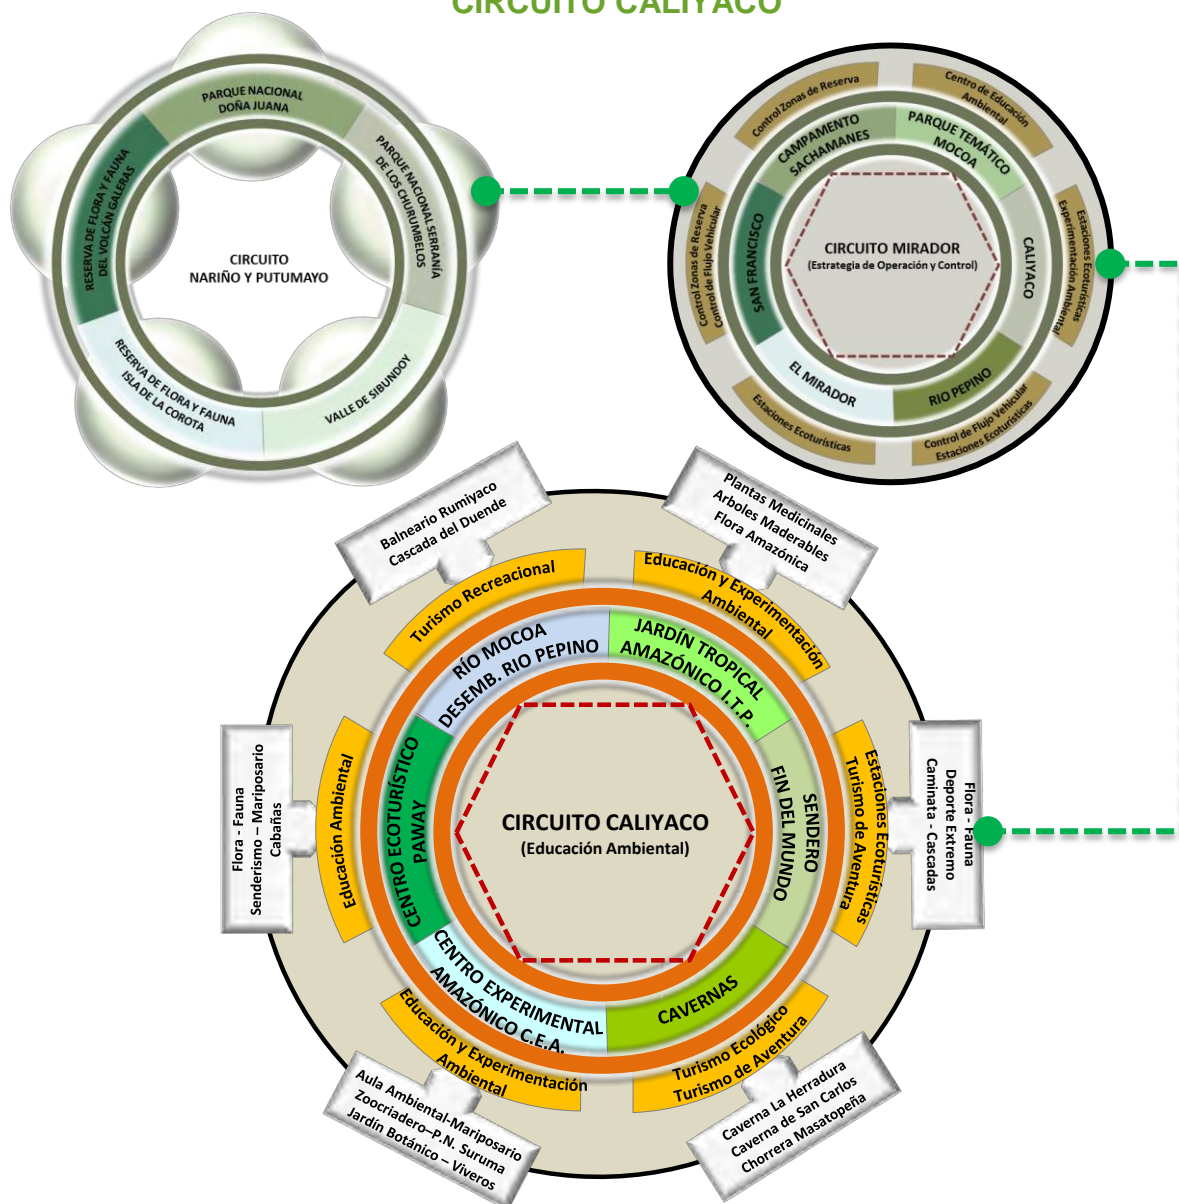 CIRCUITO CALIYACO
PARQUE NACIONAL
DOÑA JUANA
PARQUE NACIONAL SERRANÍA
DE LOS CHURUMBELOS
VALLE DE SIBUNDOY
RESERVA DE FLORA Y FAUNA
ISLA DE LA COROTA
RESERVA DE FLORA Y FAUNA
DEL VOLCÁN GALERAS
CIRCUITO
NARIÑO Y PUTUMAYO
Control Zonas de Reserva
Centro de Educación
Ambiental
Estaciones Ecoturísticas
Experimentación Ambiental
Control de Flujo Vehicular
Estaciones Ecoturísticas
Estaciones Ecoturísticas
Control Zonas de Reserva
Control de Flujo Vehicular
CAMPAMENTO
SACHAMANES
PARQUE TEMÁTICO
MOCOA
CALIYACO
RIO PEPINO
EL MIRADOR
SAN FRANCISCO
CIRCUITO MIRADOR
(Estrategia de Operación y Control)
Balneario Rumiyaco
Cascada del Duende
Plantas Medicinales
Arboles Maderables
Flora Amazónica
Turismo Recreacional
Educación y Experimentación
Ambiental
RÍO MOCOA
DESEMB. RIO PEPINO
JARDÍN TROPICAL
AMAZÓNICO I.T.P.
Flora - Fauna
Senderismo – Mariposario
Cabañas
Educación Ambiental
CENTRO ECOTURÍSTICO
PAWAY
CIRCUITO CALIYACO
(Educación Ambiental)
SENDERO
FIN DEL MUNDO
Estaciones Ecoturísticas
Turismo de Aventura
Flora - Fauna
Deporte Extremo
Caminata - Cascadas
CENTRO EXPERIMENTAL
AMAZÓNICO C.E.A.
CAVERNAS
Educación y Experimentación
Ambiental
Turismo Ecológico
Turismo de Aventura
Aula Ambiental-Mariposario
Zoocriadero–P.N. Suruma
Jardín Botánico – Viveros
Caverna La Herradura
Caverna de San Carlos
Chorrera Masatopeña